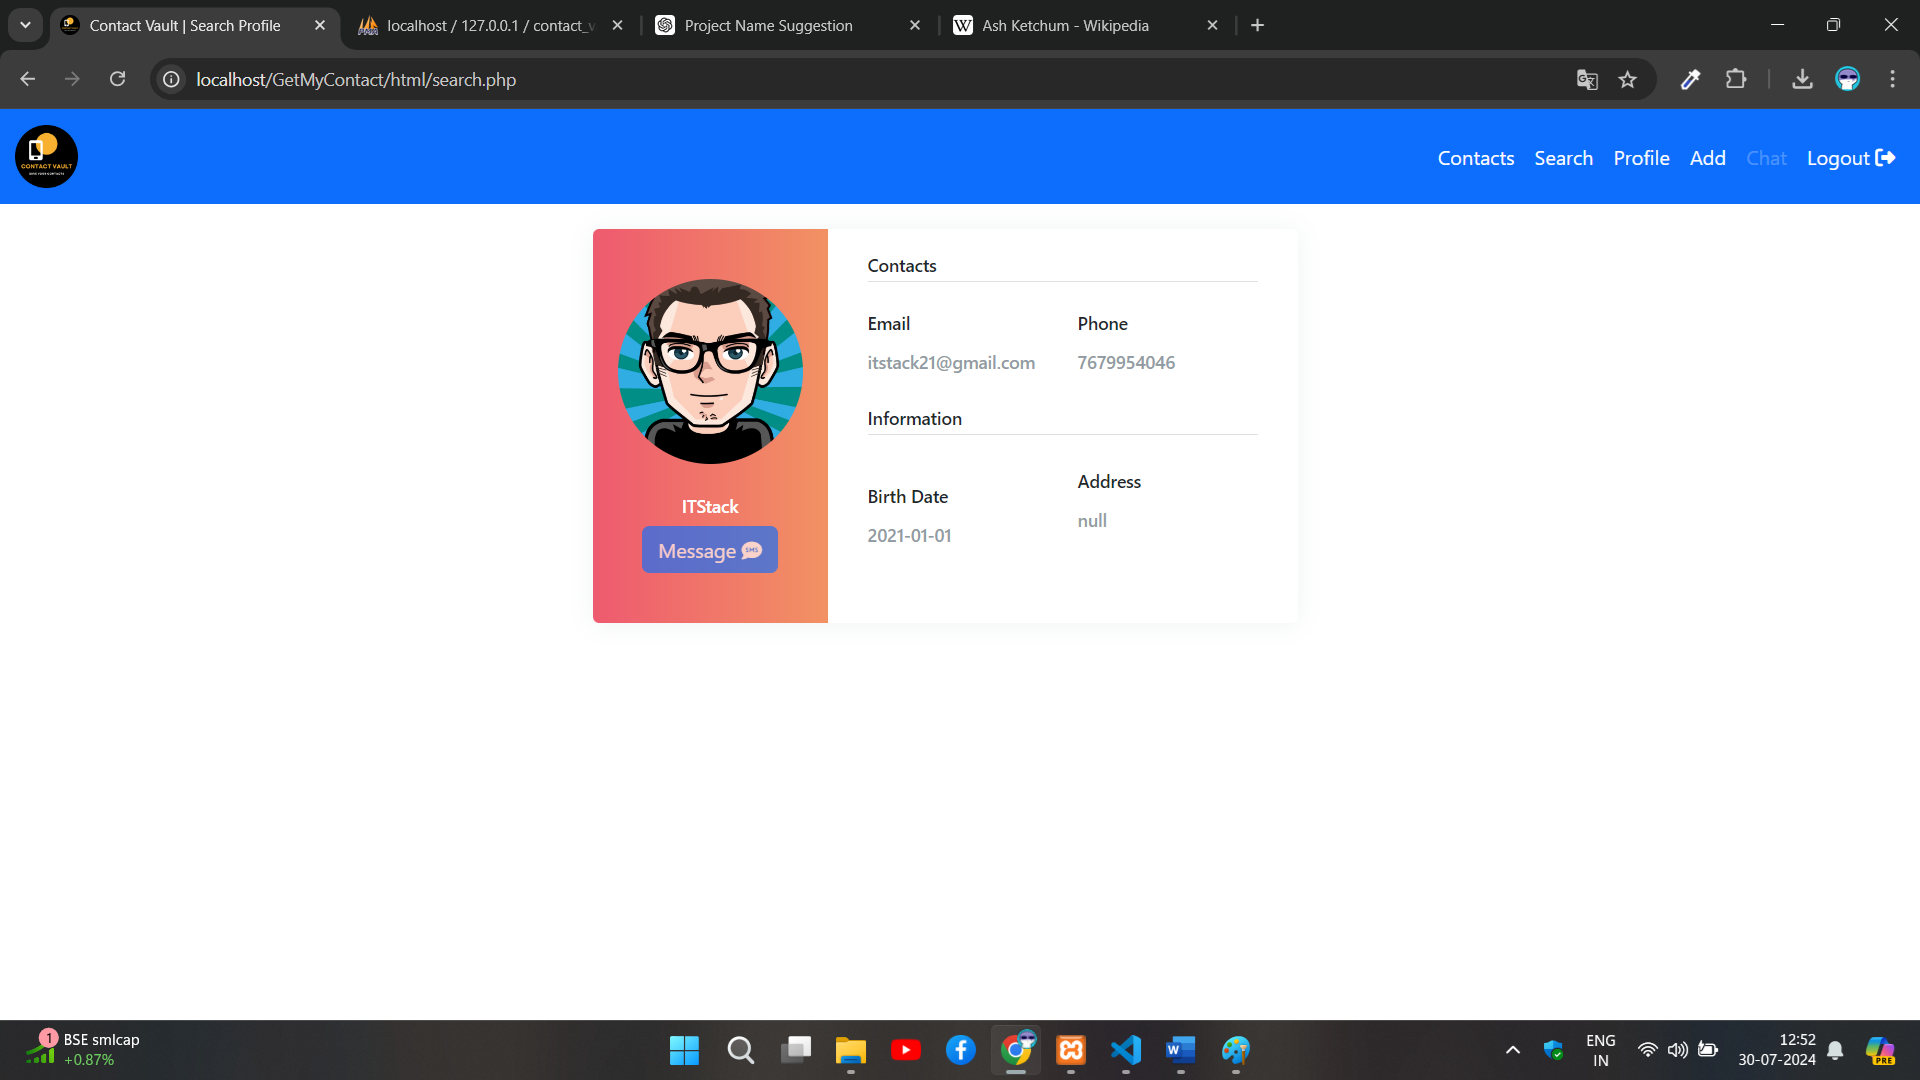 Contact Vault | Search Profile
localhost / 127.0.0.1 / contact_v
Project Name Suggestion
Ash Ketchum - Wikipedia
localhost/GetMyContact/html/search.php
CONTACT VAULT
Contacts Search Profile Add Chat Logout
Contacts
Email Phone
itstack21@gmail.com 7679954046
Information
Birth Date Address
2021-01-01 null
ITStack
Message SMS
1
BSE smlcap
+0.87%
W
ENG
IN
12:52
30-07-2024
PRE